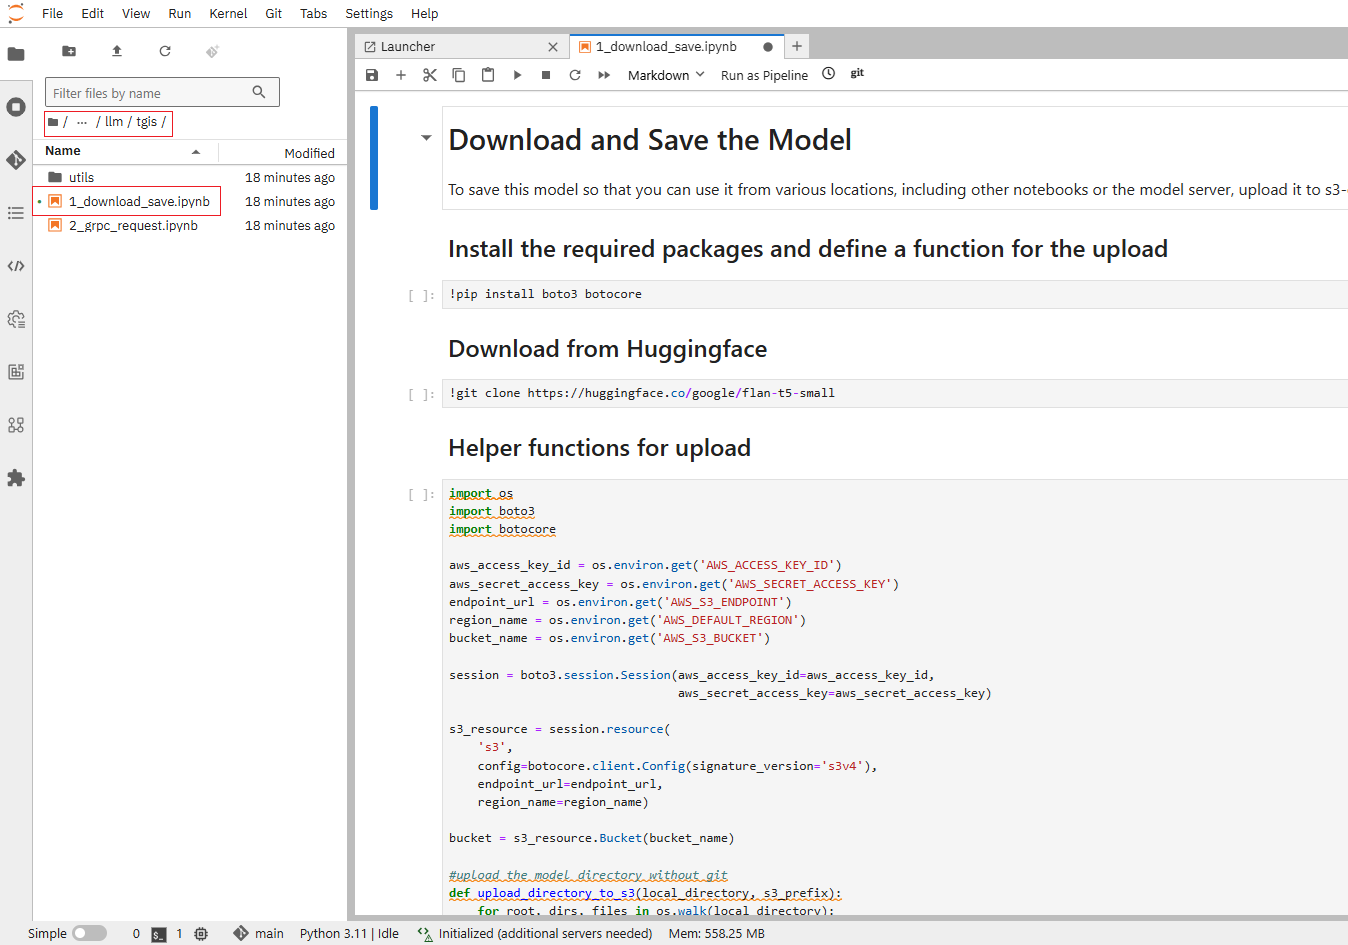 File Edit View Run Kernel Git Tabs Settings Help
Filter files by name
/ ··· / llm / tgis /
Name Modified
utils 18 minutes ago
1_download_save.ipynb 18 minutes ago
2_grpc_request.ipynb 18 minutes ago
Launcher
1_download_save.ipynb
Markdown Run as Pipeline git
Download and Save the Model
To save this model so that you can use it from various locations, including other notebooks or the model server, upload it to s3-
Install the required packages and define a function for the upload
[ ]: !pip install boto3 botocore
Download from Huggingface
[ ]: !git clone https://huggingface.co/google/flan-t5-small
Helper functions for upload
[ ]: import os
import boto3
import botocore
aws_access_key_id = os.environ.get('AWS_ACCESS_KEY_ID')
aws_secret_access_key = os.environ.get('AWS_SECRET_ACCESS_KEY')
endpoint_url = os.environ.get('AWS_S3_ENDPOINT')
region_name = os.environ.get('AWS_DEFAULT_REGION')
bucket_name = os.environ.get('AWS_S3_BUCKET')
session = boto3.session.Session(aws_access_key_id=aws_access_key_id,
aws_secret_access_key=aws_secret_access_key)
s3_resource = session.resource(
's3',
config=botocore.client.Config(signature_version='s3v4'),
endpoint_url=endpoint_url,
region_name=region_name)
bucket = s3_resource.Bucket(bucket_name)
#upload the model directory without git
def upload_directory_to_s3(local_directory, s3_prefix):
for root, dirs, files in os.walk(local_directory):
Simple 0 $_ 1 main Python 3.11 | Idle Initialized (additional servers needed) Mem: 558.25 MB